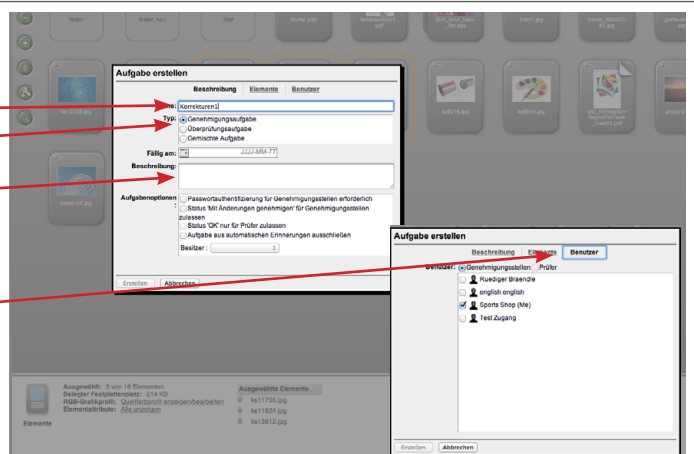 Bilder
Bilder_neu
Test
Aufgabe erstellen
Beschreibung Elemente Benutzer
Korrekturen1
Typ: Genehmigungsaufgabe
Überprüfungsaufgabe
Gemischte Aufgabe
Fällig am: JJJJ-MM-TT
Beschreibung:
Aufgabenoptionen
:
Passwortauthentifizierung für Genehmigungsstellen erforderlich
Status 'Mit Änderungen genehmigen' für Genehmigungsstellen
zulassen
Status 'OK' nur für Prüfer zulassen
Aufgabe aus automatischen Erinnerungen ausschließen
Besitzer :
Erstellen Abbrechen
Aufgabe erstellen
Beschreibung Elemente Benutzer
Benutzer: Genehmigungsstellen Prüfer
Ruediger Braendle
english english
Sports Shop (Me)
Test Zugang
Erstellen Abbrechen
Elemente
Ausgewählt: 3 von 16 Elementen
Belegter Festplattenplatz: 214 KB
RGB-Grafikprofil: Quellfarbprofil anzeigen/bearbeiten
Elementattribute: Alle anzeigen
Ausgewählte Elemente
ks11755.jpg
ks11934.jpg
ks13612.jpg